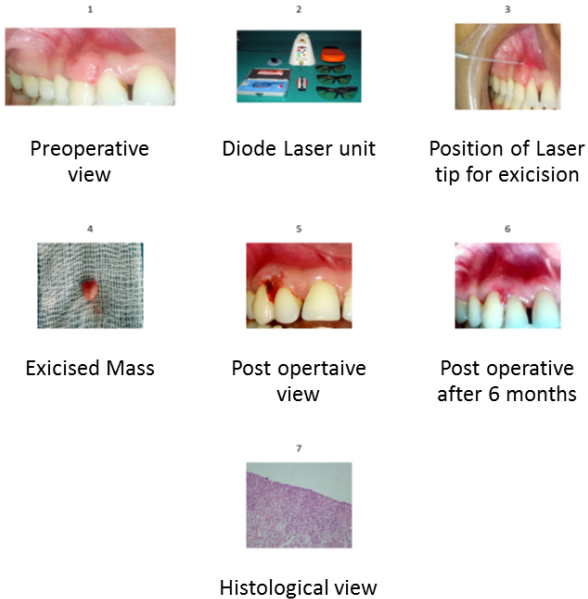 1
2
3
Preoperative
view
Diode Laser unit
Position of Laser
tip for exicision
4
5
6
Exicised Mass
Post opertaive
view
Post operative
after 6 months
7
Histological view